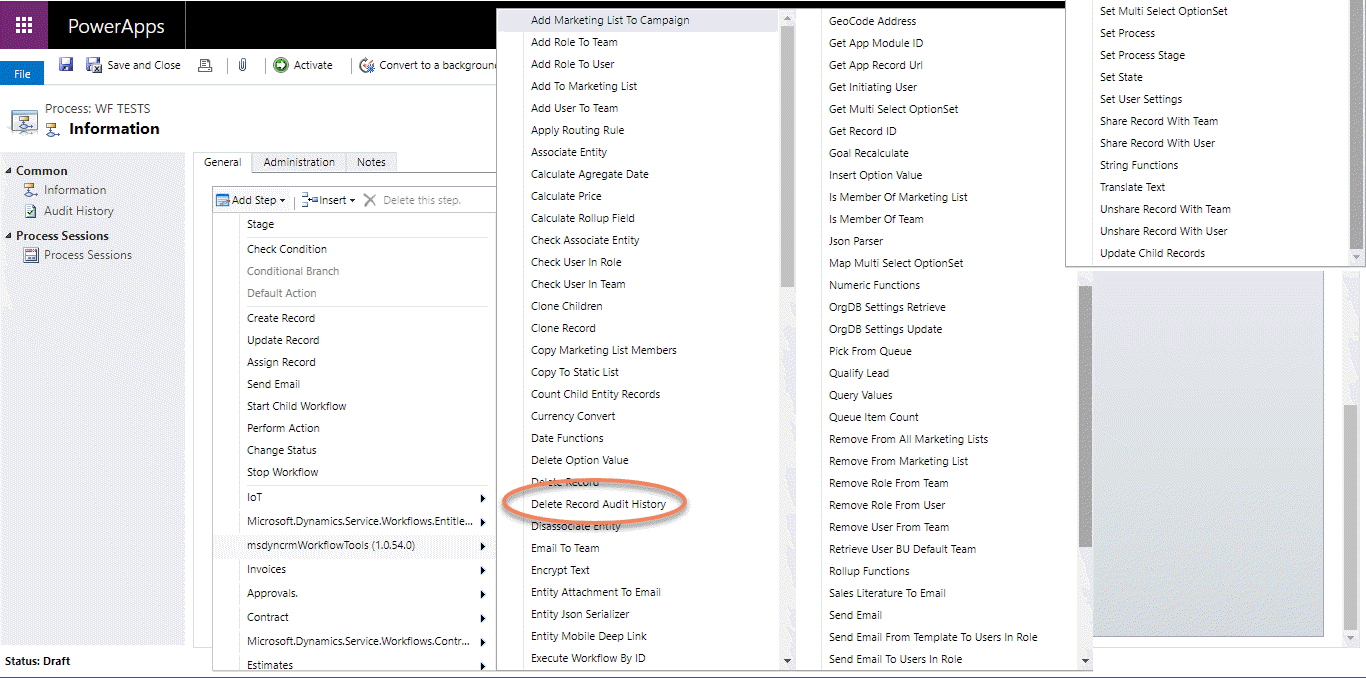 PowerApps
File
Save and Close
Activate
Convert to a background
Process: WF TESTS
Information
Common
Information
Audit History
Process Sessions
Process Sessions
Status: Draft
General
Administration
Notes
Add Step
Insert
Delete this step.
Stage
Check Condition
Conditional Branch
Default Action
Create Record
Update Record
Assign Record
Send Email
Start Child Workflow
Perform Action
Change Status
Stop Workflow
IoT
Microsoft.Dynamics.Service.Workflows.Entitle...
msdyncrmWorkflowTools (1.0.54.0)
Invoices
Approvals.
Contract
Microsoft.Dynamics.Service.Workflows.Contr...
Estimates
Add Marketing List To Campaign
Add Role To Team
Add Role To User
Add To Marketing List
Add User To Team
Apply Routing Rule
Associate Entity
Calculate Agregate Date
Calculate Price
Calculate Rollup Field
Check Associate Entity
Check User In Role
Check User In Team
Clone Children
Clone Record
Copy Marketing List Members
Copy To Static List
Count Child Entity Records
Currency Convert
Date Functions
Delete Option Value
Delete Record
Delete Record Audit History
Disassociate Entity
Email To Team
Encrypt Text
Entity Attachment To Email
Entity Json Serializer
Entity Mobile Deep Link
Execute Workflow By ID
GeoCode Address
Get App Module ID
Get App Record Url
Get Initiating User
Get Multi Select OptionSet
Get Record ID
Goal Recalculate
Insert Option Value
Is Member Of Marketing List
Is Member Of Team
Json Parser
Map Multi Select OptionSet
Numeric Functions
OrgDB Settings Retrieve
OrgDB Settings Update
Pick From Queue
Qualify Lead
Query Values
Queue Item Count
Remove From All Marketing Lists
Remove From Marketing List
Remove Role From Team
Remove Role From User
Remove User From Team
Retrieve User BU Default Team
Rollup Functions
Sales Literature To Email
Send Email
Send Email From Template To Users In Role
Send Email To Users In Role
Set Multi Select OptionSet
Set Process
Set Process Stage
Set State
Set User Settings
Share Record With Team
Share Record With User
String Functions
Translate Text
Unshare Record With Team
Unshare Record With User
Update Child Records